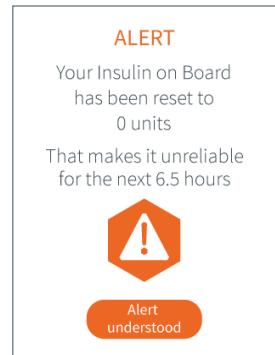 ALERT
Your Insulin on Board
has been reset to
0 units
That makes it unreliable
for the next 6.5 hours
Alert
understood